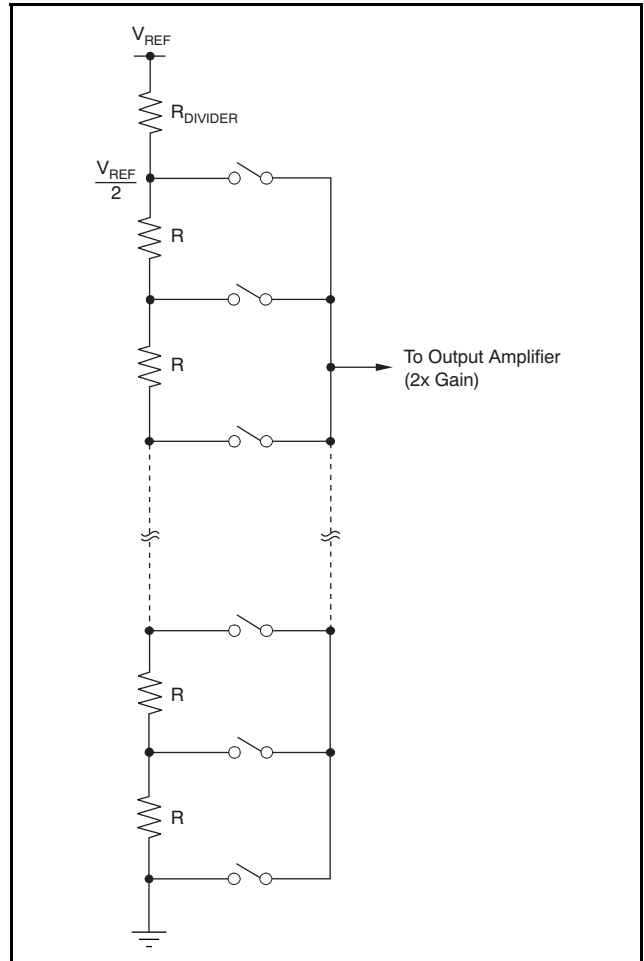 VREF
RDIVIDER
VREF
2
R
R
To Output Amplifier
(2x Gain)
R
R